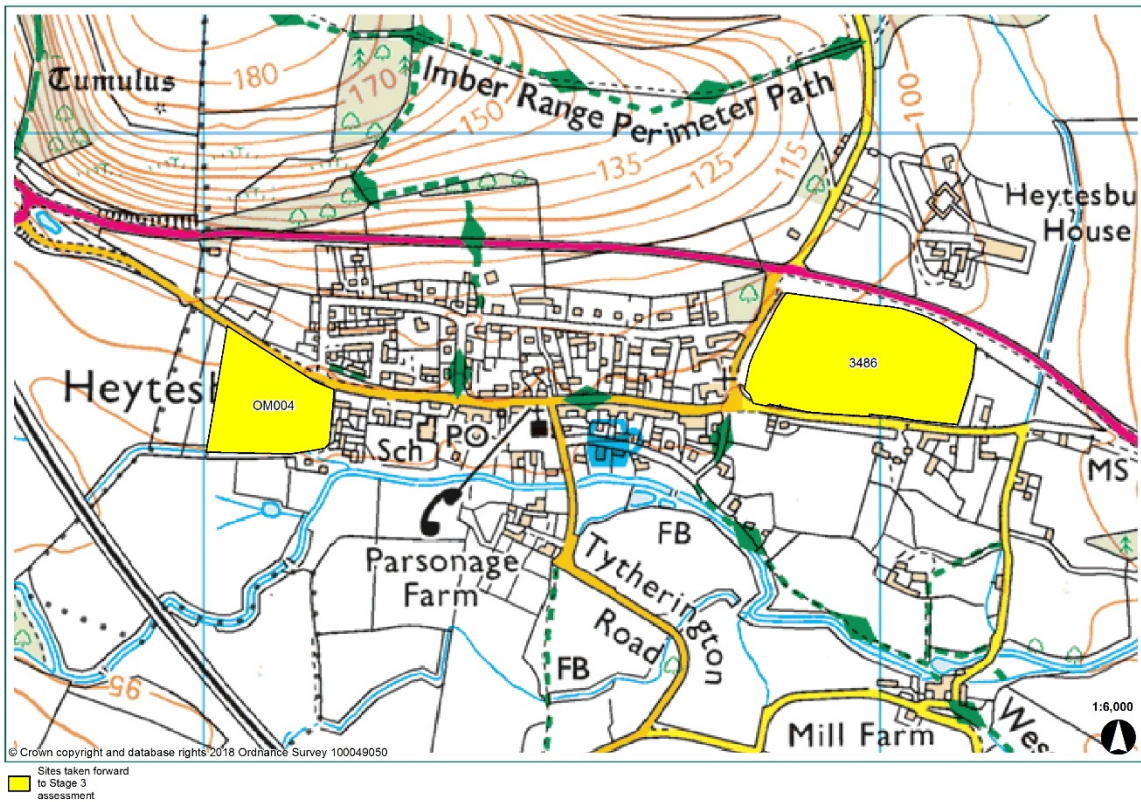 Tumulus
180
170
150
Imber Range Perimeter Path
135
125
115
100
Heytesbu
House
3486
Heytesb
OM004
Sch
PO
MS
FB
Parsonage
Farm
Tytherington
Road
FB
95
Mill Farm
Wes
1:6,000
© Crown copyright and database rights 2018 Ordnance Survey 100049050
Sites taken forward
to Stage 3
assessment